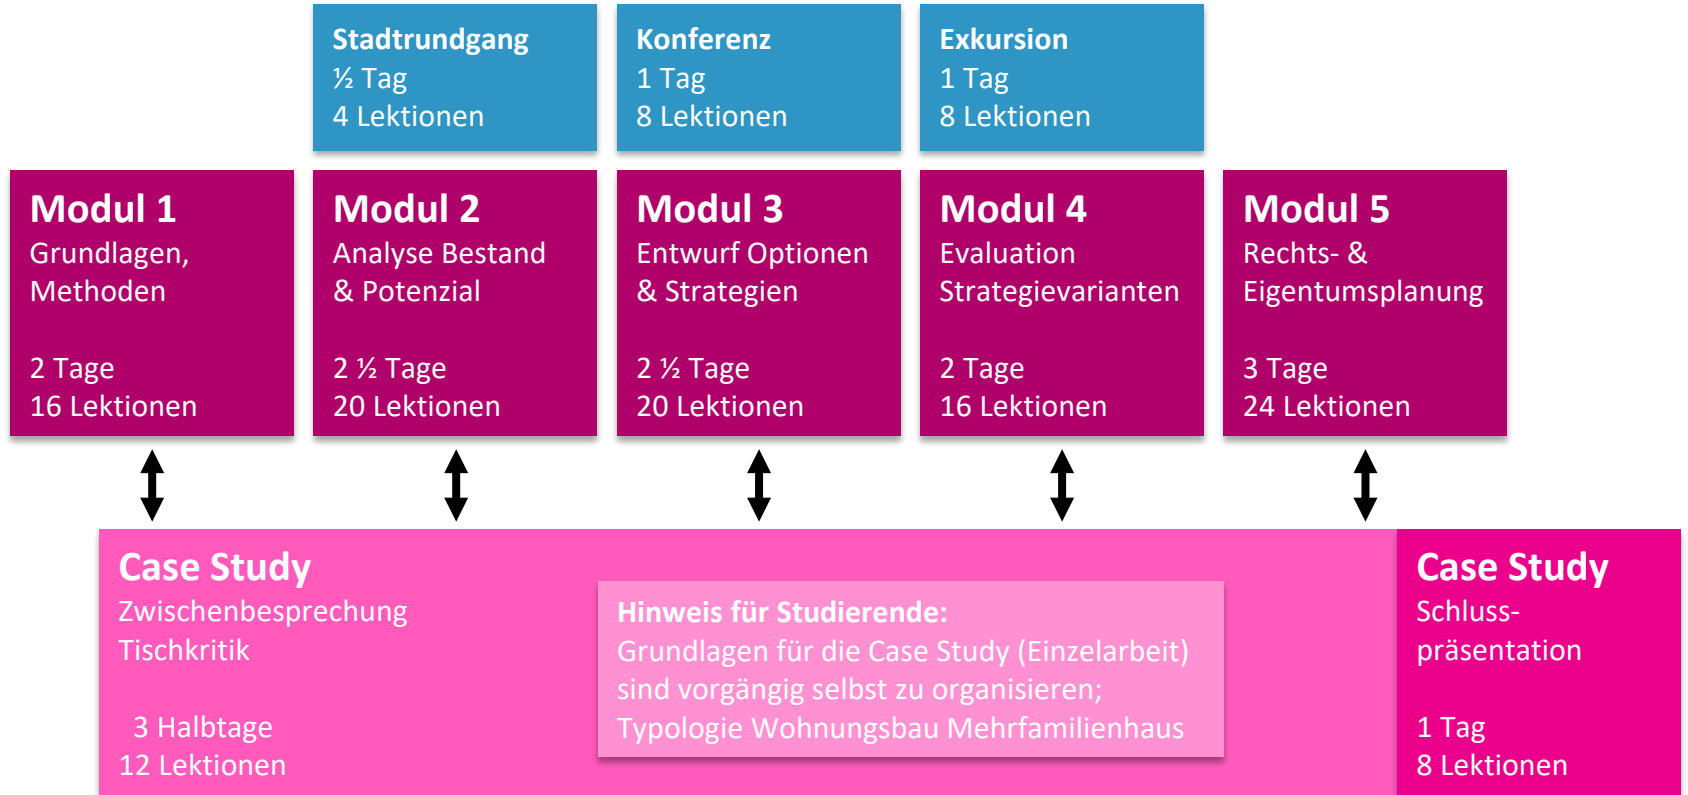 Stadtrundgang
½ Tag
4 Lektionen
Konferenz
1 Tag
8 Lektionen
Exkursion
1 Tag
8 Lektionen
Modul 1
Grundlagen,
Methoden
2 Tage
16 Lektionen
Modul 2
Analyse Bestand
& Potenzial
2 ½ Tage
20 Lektionen
Modul 3
Entwurf Optionen
& Strategien
2 ½ Tage
20 Lektionen
Modul 4
Evaluation
Strategievarianten
2 Tage
16 Lektionen
Modul 5
Rechts- &
Eigentumsplanung
3 Tage
24 Lektionen
Case Study
Zwischenbesprechung
Tischkritik
3 Halbtage
12 Lektionen
Hinweis für Studierende:
Grundlagen für die Case Study (Einzelarbeit)
sind vorgängig selbst zu organisieren;
Typologie Wohnungsbau Mehrfamilienhaus
Case Study
Schluss-
präsentation
1 Tag
8 Lektionen